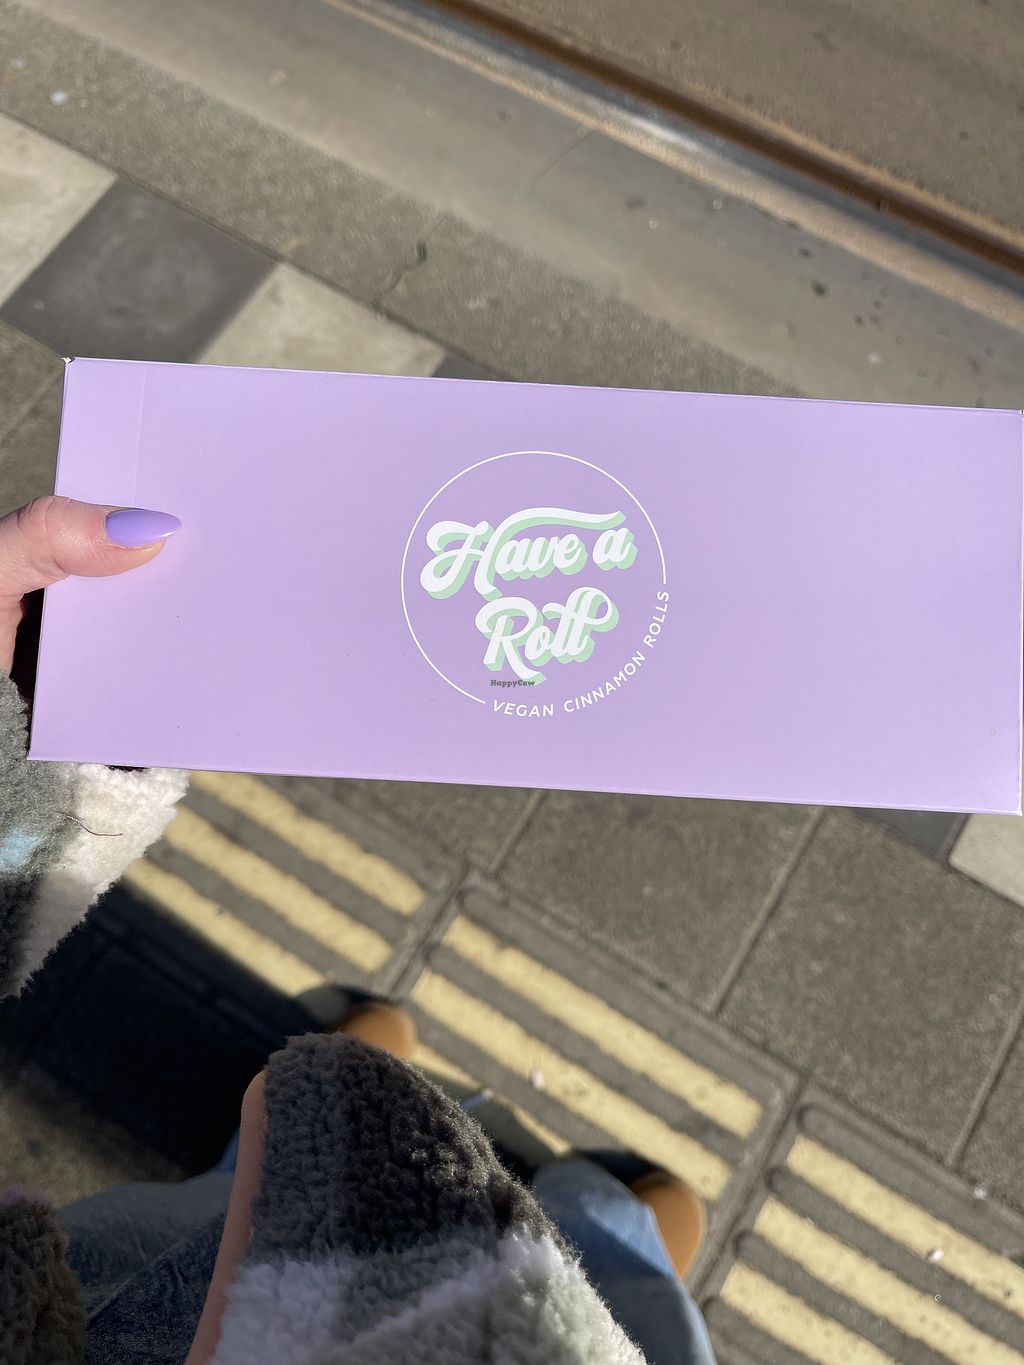 Have a
Roll
HappyCow
VEGAN CINNAMON ROLLS